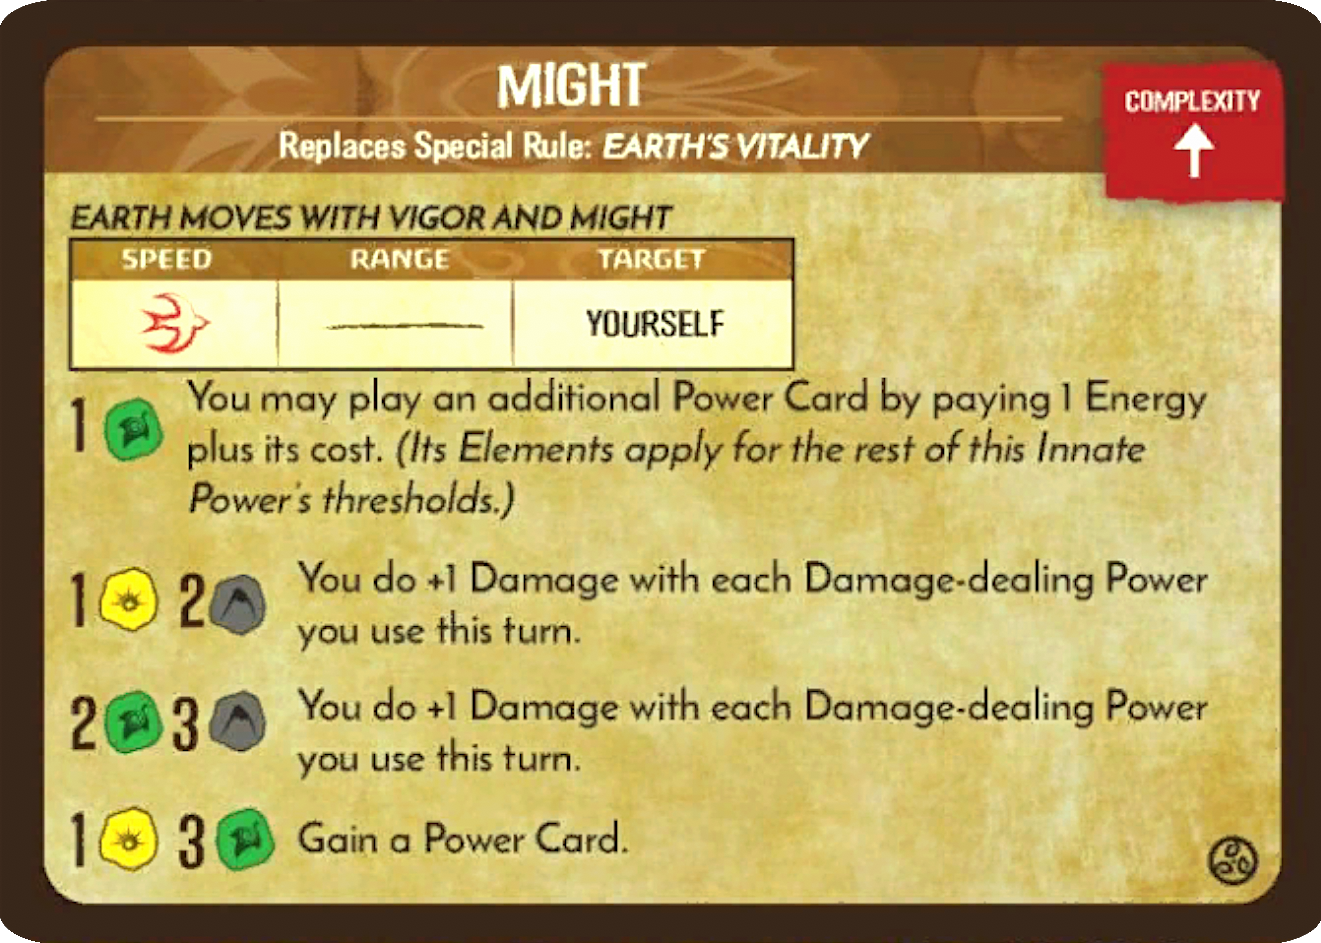 MIGHT
COMPLEXITY
Replaces Special Rule: EARTH'S VITALITY
EARTH MOVES WITH VIGOR AND MIGHT
SPEED RANGE TARGET
YOURSELF
1 You may play an additional Power Card by paying 1 Energy
plus its cost. (Its Elements apply for the rest of this Innate
Power's thresholds.)
1 2 You do +1 Damage with each Damage-dealing Power
you use this turn.
2 3 You do +1 Damage with each Damage-dealing Power
you use this turn.
1 3 Gain a Power Card.